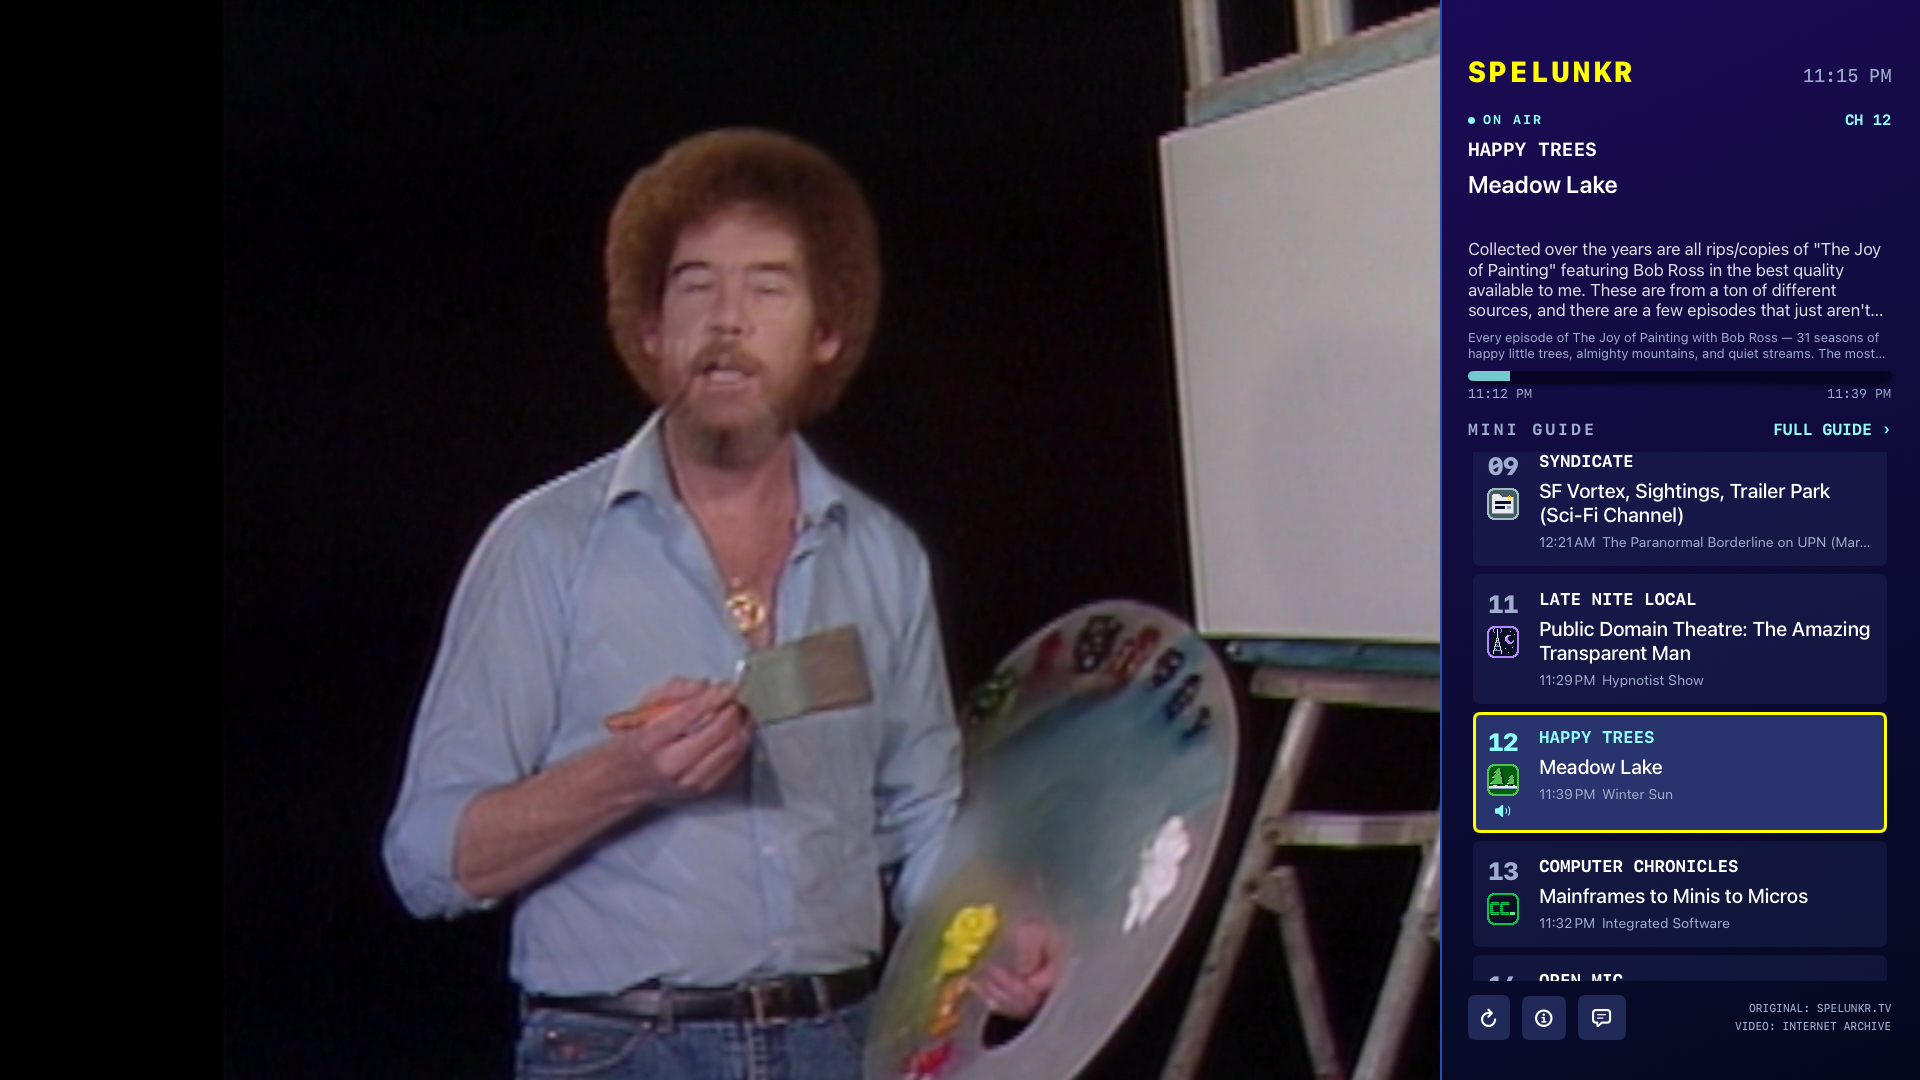 SPELUNKR
11:15 PM
ON AIR
CH 12
HAPPY TREES
Meadow Lake
Collected over the years are all rips/copies of "The Joy
of Painting" featuring Bob Ross in the best quality
available to me. These are from a ton of different
sources, and there are a few episodes that just aren't...
Every episode of The Joy of Painting with Bob Ross — 31 seasons of
happy little trees, almighty mountains, and quiet streams. The most...
11:12 PM
11:39 PM
MINI GUIDE
FULL GUIDE ›
09
SYNDICATE
SF Vortex, Sightings, Trailer Park
(Sci-Fi Channel)
12:21 AM The Paranormal Borderline on UPN (Mar...
11
LATE NITE LOCAL
Public Domain Theatre: The Amazing
Transparent Man
11:29 PM Hypnotist Show
12
HAPPY TREES
Meadow Lake
11:39 PM Winter Sun
13
COMPUTER CHRONICLES
CC_
Mainframes to Minis to Micros
11:32 PM Integrated Software
OPEN MIC
ORIGINAL: SPELUNKR.TV
VIDEO: INTERNET ARCHIVE